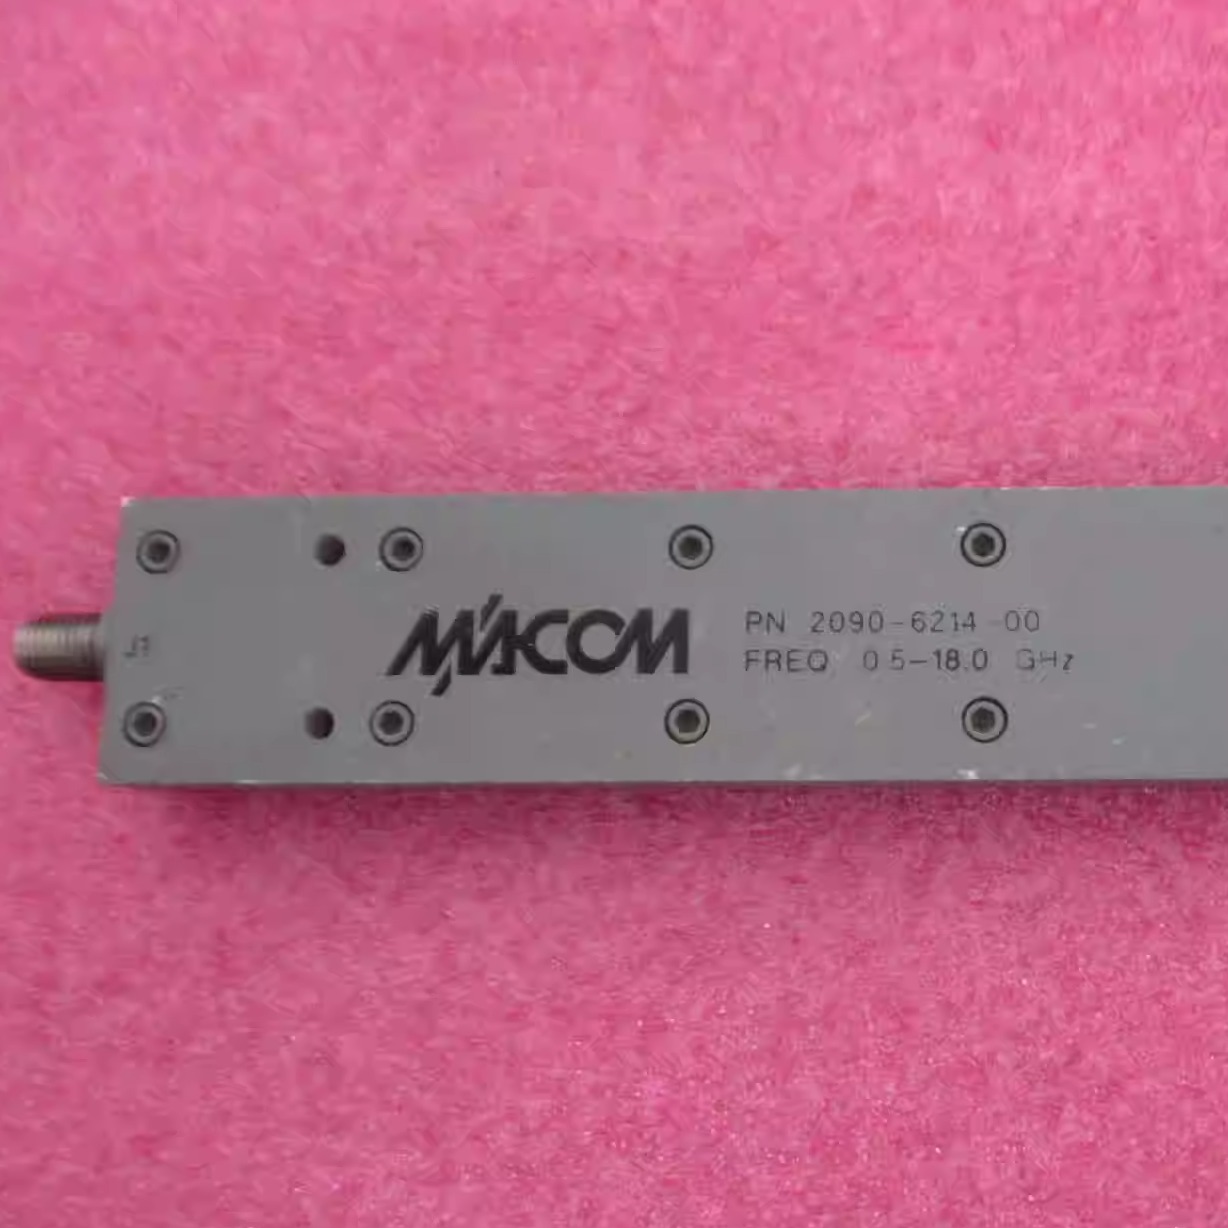 J1
M/ACOM
PN 2090-6214-00
FREQ 0.5-18.0 GHz